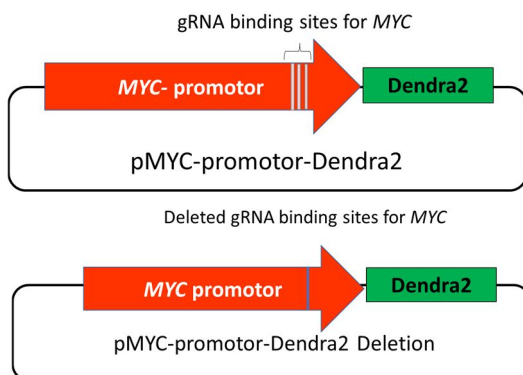 gRNA binding sites for MYC
MYC- promotor
Dendra2
pMYC-promotor-Dendra2
Deleted gRNA binding sites for MYC
MYC promotor
Dendra2
pMYC-promotor-Dendra2 Deletion